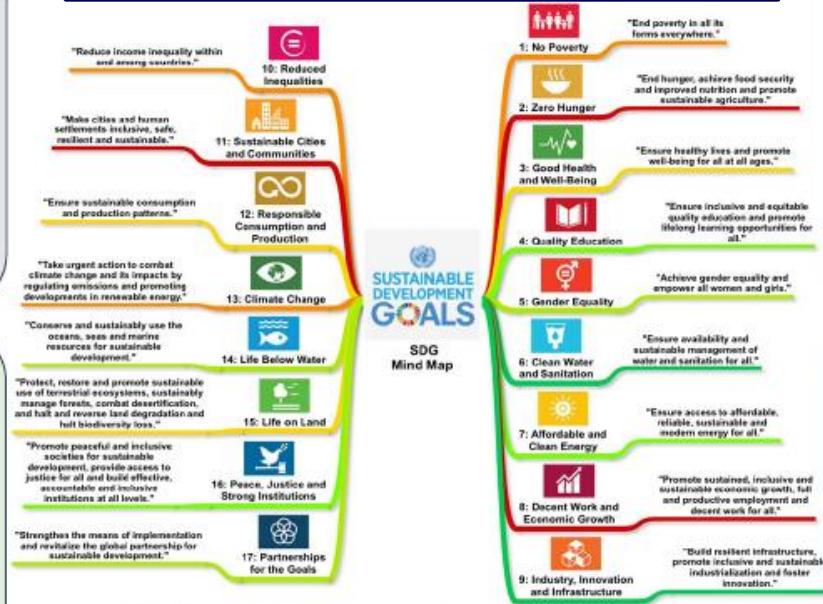 "Reduce income inequality within
and among countries."
10: Reduced
Inequalities
"Make cities and human
settlements inclusive, safe,
resilient and sustainable."
11: Sustainable Cities
and Communities
"Ensure sustainable consumption
and production patterns."
12: Responsible
Consumption and
Production
"Take urgent action to combat
climate change and its impacts by
regulating emissions and promoting
developments in renewable energy."
13: Climate Change
"Conserve and sustainably use the
oceans, seas and marine
resources for sustainable
development."
14: Life Below Water
"Protect, restore and promote sustainable
use of terrestrial ecosystems, sustainably
manage forests, combat desertification,
and halt and reverse land degradation and
halt biodiversity loss."
15: Life on Land
"Promote peaceful and inclusive
societies for sustainable
development, provide access to
justice for all and build effective,
accountable and inclusive
institutions at all levels."
16: Peace, Justice and
Strong Institutions
"Strengthen the means of implementation
and revitalize the global partnership for
sustainable development."
17: Partnerships
for the Goals
SUSTAINABLE
DEVELOPMENT
GOALS
SDG
Mind Map
1: No Poverty
"End poverty in all its
forms everywhere."
2: Zero Hunger
"End hunger, achieve food security
and improved nutrition and promote
sustainable agriculture."
3: Good Health
and Well-Being
"Ensure healthy lives and promote
well-being for all at all ages."
4: Quality Education
"Ensure inclusive and equitable
quality education and promote
lifelong learning opportunities for
all."
5: Gender Equality
"Achieve gender equality and
empower all women and girls."
6: Clean Water
and Sanitation
"Ensure availability and
sustainable management of
water and sanitation for all."
7: Affordable and
Clean Energy
"Ensure access to affordable,
reliable, sustainable and
modern energy for all."
8: Decent Work and
Economic Growth
"Promote sustained, inclusive and
sustainable economic growth, full
and productive employment and
decent work for all."
9: Industry, Innovation
and Infrastructure
"Build resilient infrastructure,
promote inclusive and sustainable
industrialization and foster
innovation."